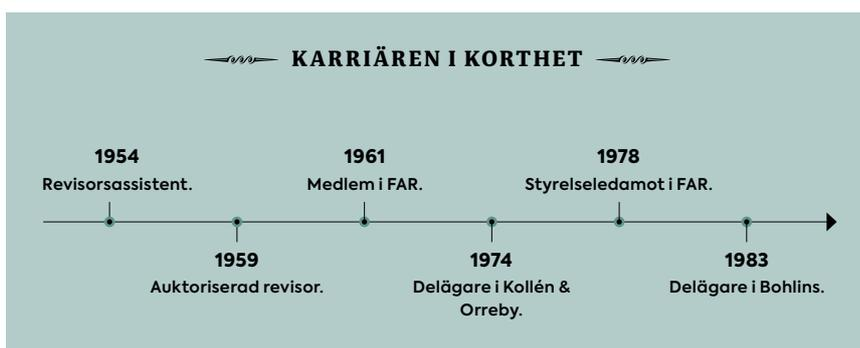 KARRIÄREN I KORTHET
1954
Revisorsassistent.
1959
Auktoriserad revisor.
1961
Medlem i FAR.
1974
Delägare i Kollén &
Orreby.
1978
Styrelseledamot i FAR.
1983
Delägare i Bohlins.